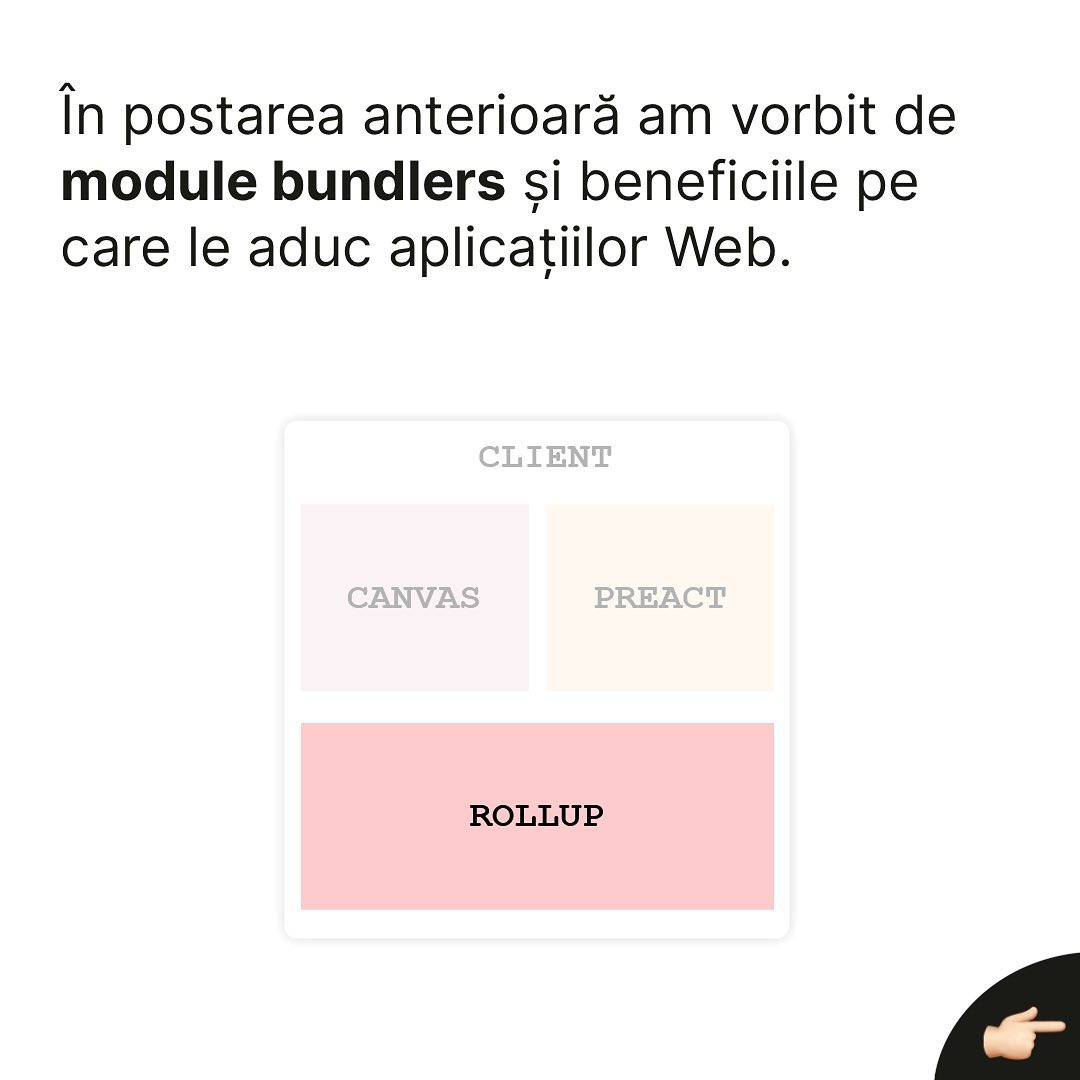 În postarea anterioară am vorbit de
module bundlers și beneficiile pe
care le aduc aplicațiilor Web.
CLIENT
CANVAS PREACT
ROLLUP